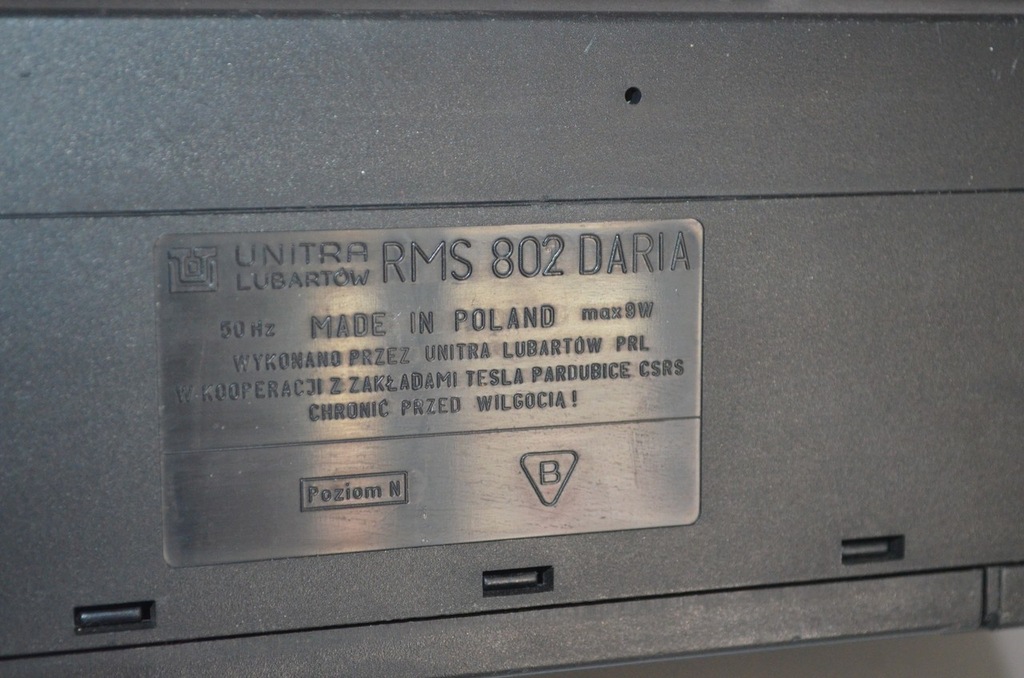 UNITRA LUBARTÓW RMS 802 DARIA
50 Hz MADE IN POLAND max 9W
WYKONANO PRZEZ UNITRA LUBARTÓW PRL
W KOOPERACJI Z ZAKŁADAMI TESLA PARDUBICE CSRS
CHRONIĆ PRZED WILGOCIĄ!
Poziom N
B